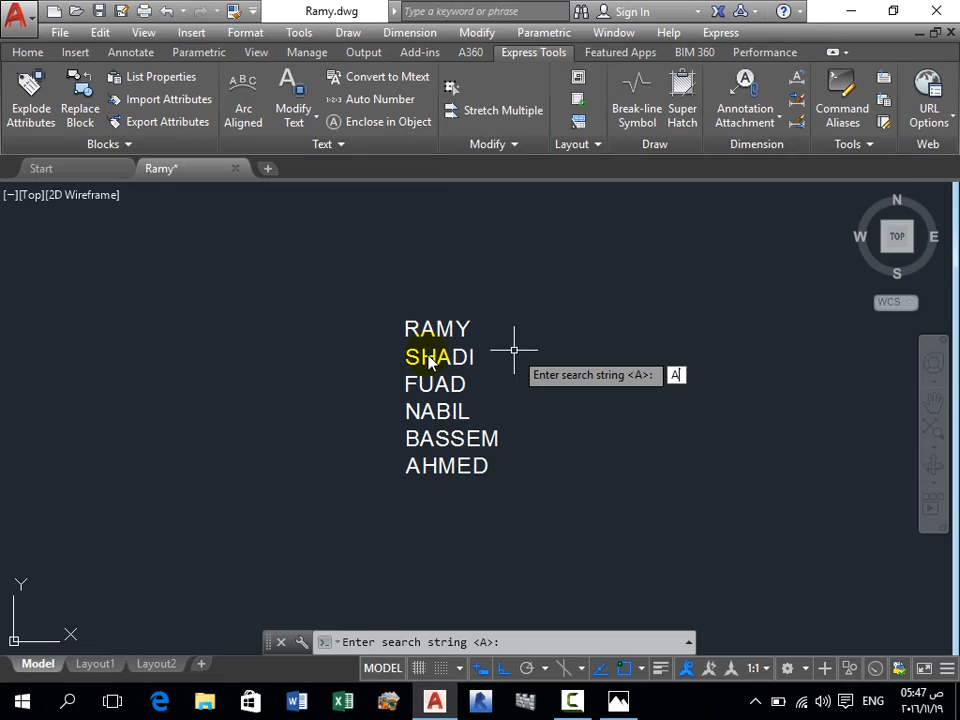 Ramy.dwg
Type a keyword or phrase
Sign In
File Edit View Insert Format Tools Draw Dimension Modify Parametric Window Help Express
Home Insert Annotate Parametric View Manage Output Add-ins A360 Express Tools Featured Apps BIM 360 Performance
Explode Attributes
Replace Block
List Properties
Import Attributes
Export Attributes
Blocks
ABC
Arc Aligned
Modify Text
Convert to Mtext
Auto Number
Enclose in Object
Text
Stretch Multiple
Modify
Layout
Break-line Symbol
Super Hatch
Draw
Annotation Attachment
Dimension
Command Aliases
Tools
URL Options
Web
Start
Ramy*
[−][Top][2D Wireframe]
N
W TOP E
S
WCS
RAMY
SHADI
FUAD
NABIL
BASSEM
AHMED
Enter search string <A>: A
Y
X
Enter search string <A>:
Model Layout1 Layout2
MODEL
1:1
ENG
05:47 ص
٢٠١٦/١١/١٩